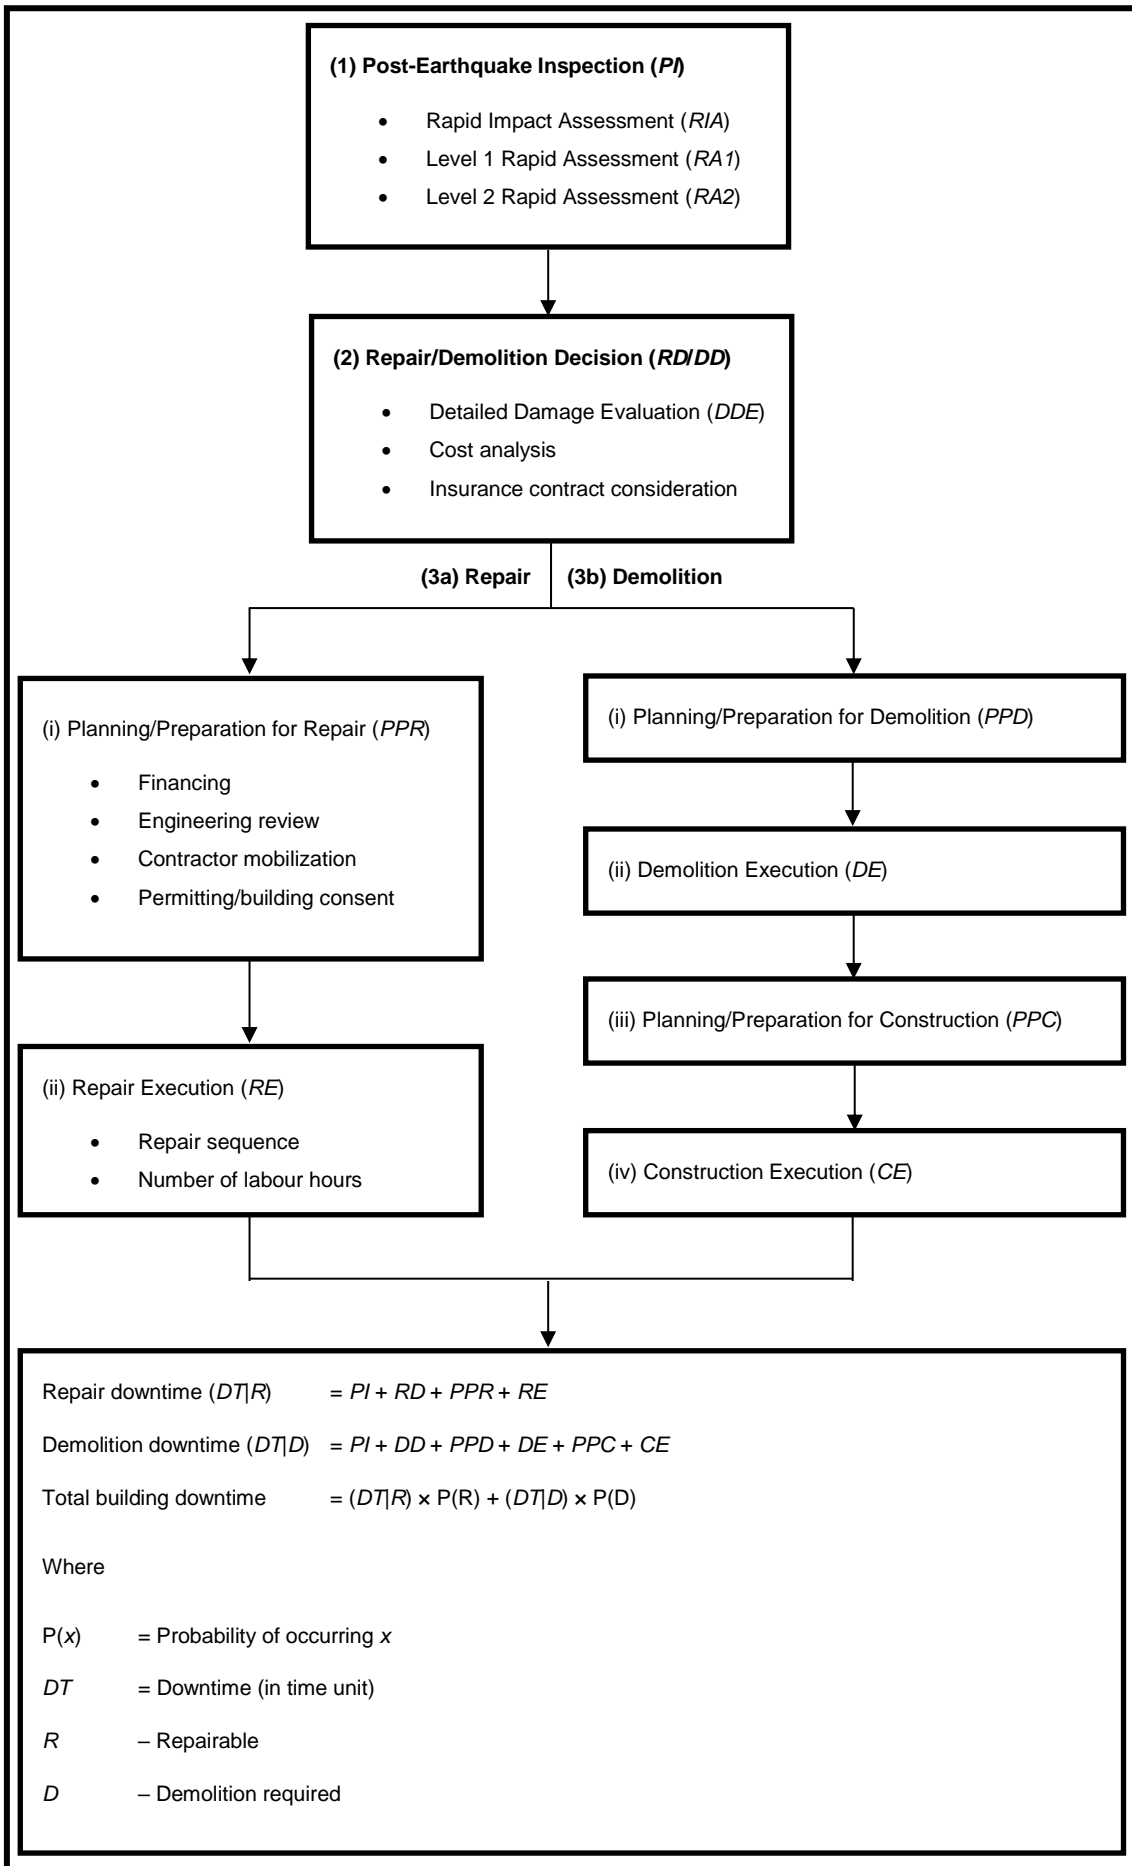 (1) Post-Earthquake Inspection (PI)
• Rapid Impact Assessment (RIA)
• Level 1 Rapid Assessment (RA1)
• Level 2 Rapid Assessment (RA2)
(2) Repair/Demolition Decision (RD/DD)
• Detailed Damage Evaluation (DDE)
• Cost analysis
• Insurance contract consideration
(3a) Repair
(3b) Demolition
(i) Planning/Preparation for Repair (PPR)
• Financing
• Engineering review
• Contractor mobilization
• Permitting/building consent
(ii) Repair Execution (RE)
• Repair sequence
• Number of labour hours
(i) Planning/Preparation for Demolition (PPD)
(ii) Demolition Execution (DE)
(iii) Planning/Preparation for Construction (PPC)
(iv) Construction Execution (CE)
Repair downtime (DT|R) = PI + RD + PPR + RE
Demolition downtime (DT|D) = PI + DD + PPD + DE + PPC + CE
Total building downtime = (DT|R) × P(R) + (DT|D) × P(D)
Where
P(x) = Probability of occurring x
DT = Downtime (in time unit)
R – Repairable
D – Demolition required